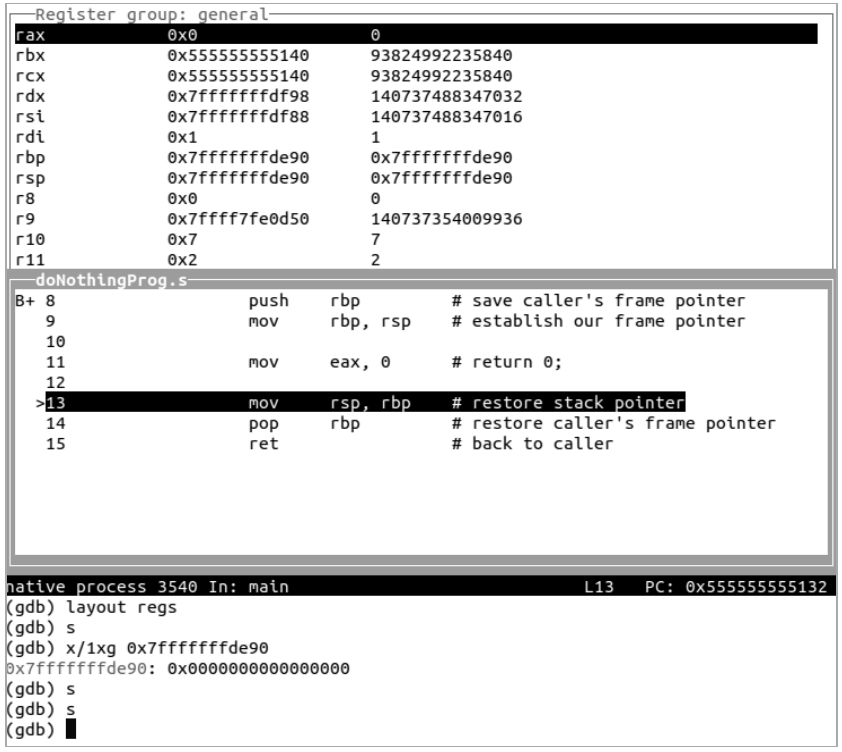 Register group: general
rax 0x0 0
rbx 0x555555555140 93824992235840
rcx 0x555555555140 93824992235840
rdx 0x7fffffffdf98 140737488347032
rsi 0x7fffffffdf88 140737488347016
rdi 0x1 1
rbp 0x7fffffffde90 0x7fffffffde90
rsp 0x7fffffffde90 0x7fffffffde90
r8 0x0 0
r9 0x7ffff7fe0d50 140737354009936
r10 0x7 7
r11 0x2 2
doNothingProg.s
B+ 8 push rbp # save caller's frame pointer
9 mov rbp, rsp # establish our frame pointer
10
11 mov eax, 0 # return 0;
12
>13 mov rsp, rbp # restore stack pointer
14 pop rbp # restore caller's frame pointer
15 ret # back to caller
native process 3540 In: main L13 PC: 0x555555555132
(gdb) layout regs
(gdb) s
(gdb) x/1xg 0x7fffffffde90
0x7fffffffde90: 0x0000000000000000
(gdb) s
(gdb) s
(gdb)